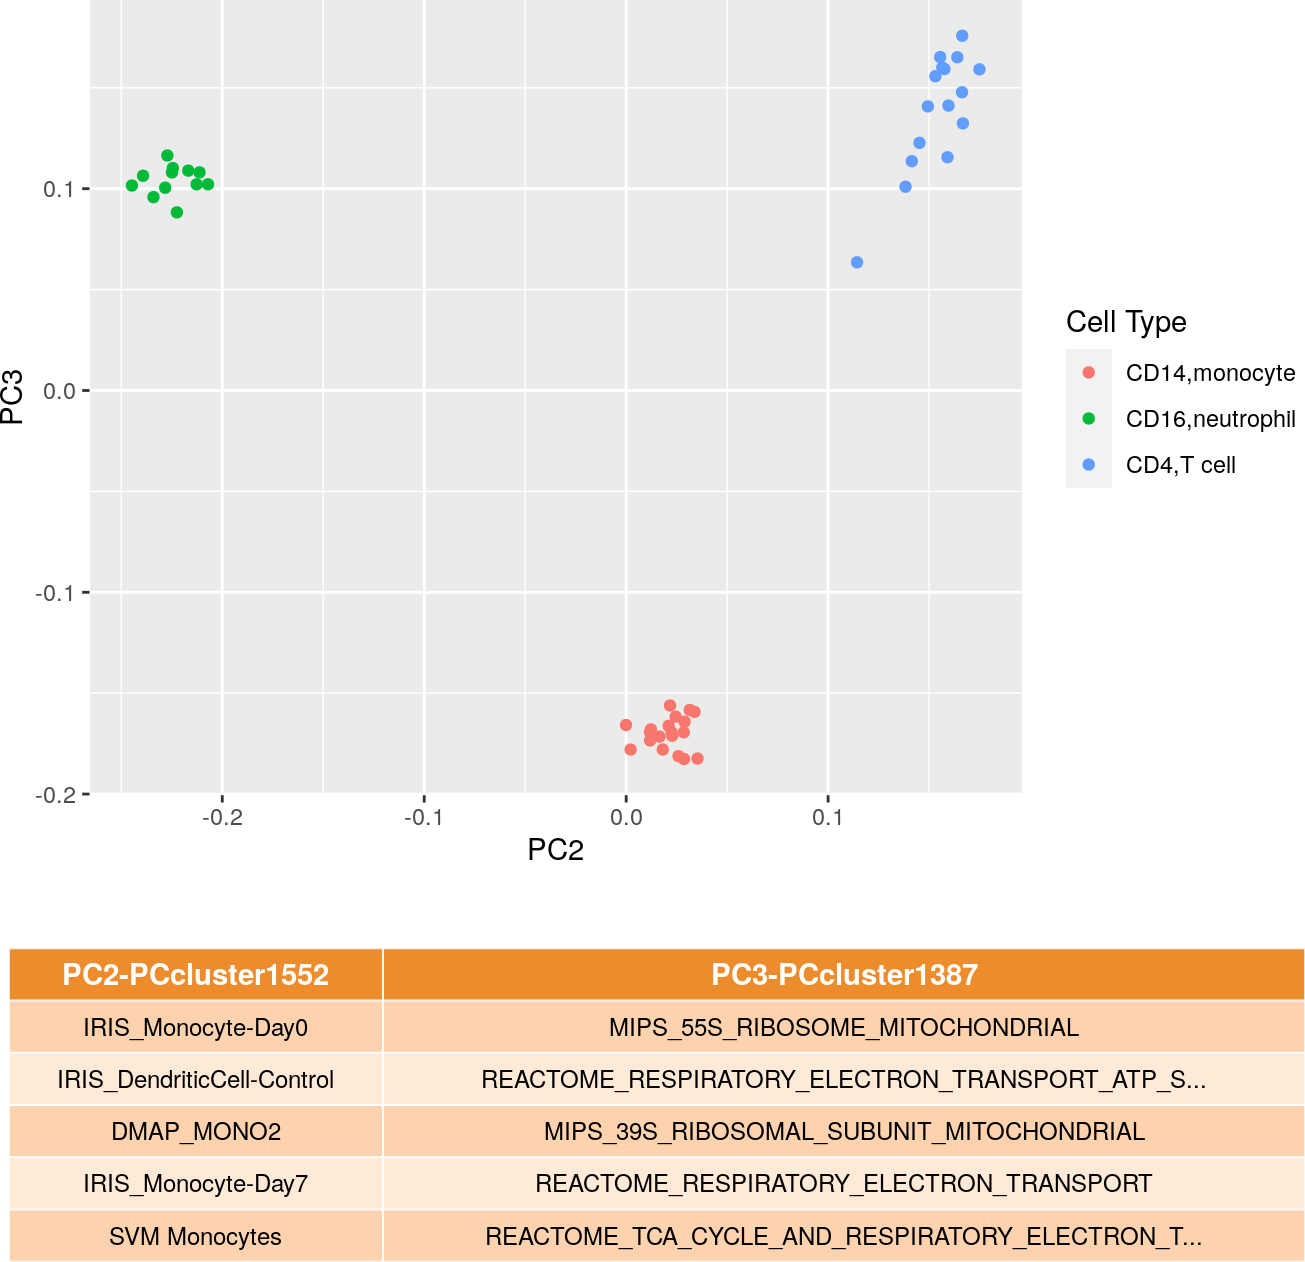 PC3
0.1
0.0
-0.1
-0.2
-0.2 -0.1 0.0 0.1
PC2
Cell Type
CD14,monocyte
CD16,neutrophil
CD4,T cell
PC2-PCcluster1552 PC3-PCcluster1387
IRIS_Monocyte-Day0 MIPS_55S_RIBOSOME_MITOCHONDRIAL
IRIS_DendriticCell-Control REACTOME_RESPIRATORY_ELECTRON_TRANSPORT_ATP_S...
DMAP_MONO2 MIPS_39S_RIBOSOMAL_SUBUNIT_MITOCHONDRIAL
IRIS_Monocyte-Day7 REACTOME_RESPIRATORY_ELECTRON_TRANSPORT
SVM Monocytes REACTOME_TCA_CYCLE_AND_RESPIRATORY_ELECTRON_T...